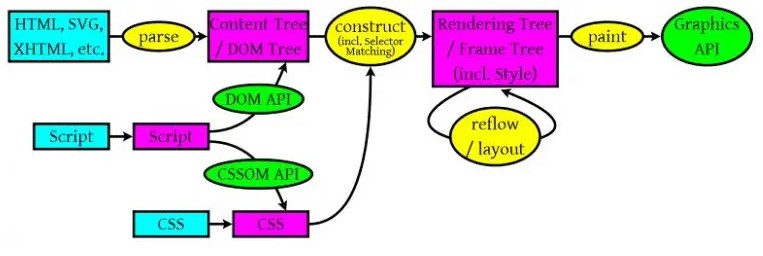 HTML, SVG,
XHTML, etc.
parse
Content Tree
/ DOM Tree
construct
(incl. Selector
Matching)
Rendering Tree
/ Frame Tree
(incl. Style)
paint
Graphics
API
DOM API
Script
Script
reflow
/ layout
CSSOM API
CSS
CSS